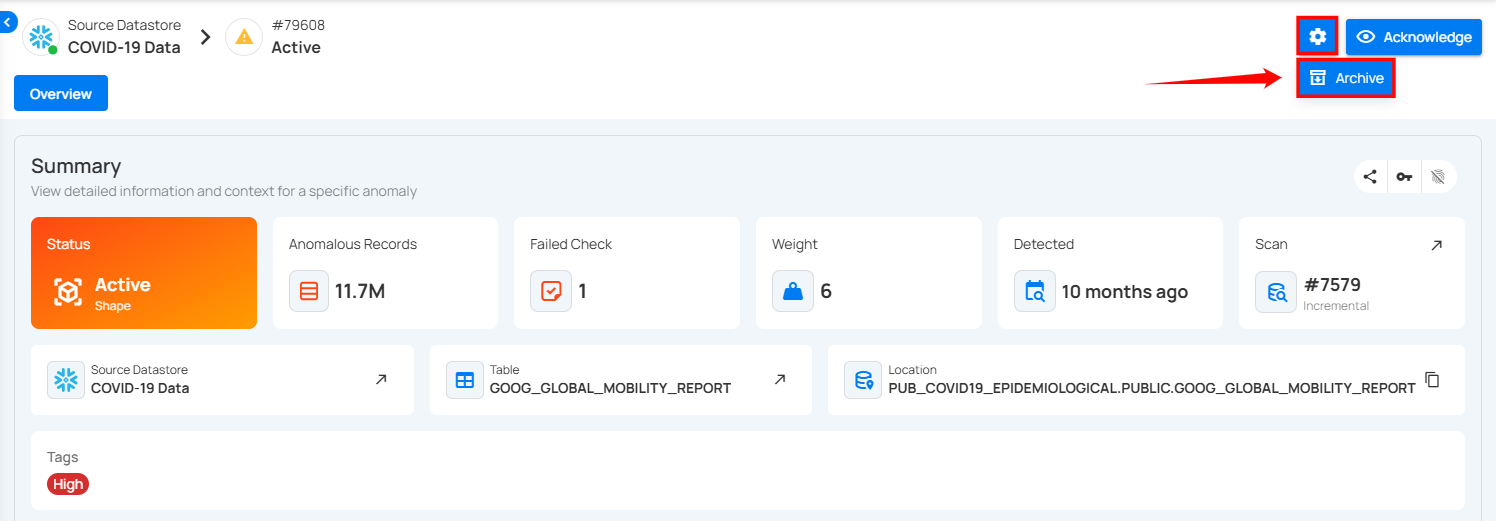 Source Datastore
COVID-19 Data
#79608
Active
Acknowledge
Archive
Overview
Summary
View detailed information and context for a specific anomaly
Status
Active
Shape
Anomalous Records
11.7M
Failed Check
1
Weight
6
Detected
10 months ago
Scan
#7579
Incremental
Source Datastore
COVID-19 Data
Table
GOOG_GLOBAL_MOBILITY_REPORT
Location
PUB_COVID19_EPIDEMIOLOGICAL.PUBLIC.GOOG_GLOBAL_MOBILITY_REPORT
Tags
High